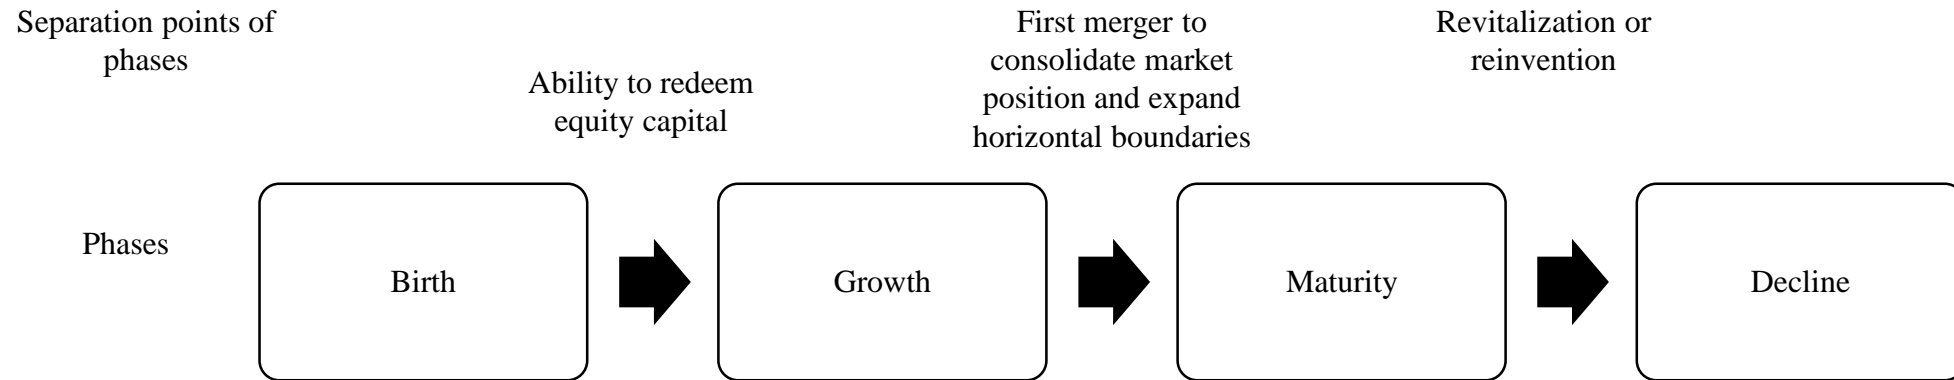 Separation points of
phases
Ability to redeem
equity capital
First merger to
consolidate market
position and expand
horizontal boundaries
Revitalization or
reinvention
Phases
Birth
Growth
Maturity
Decline